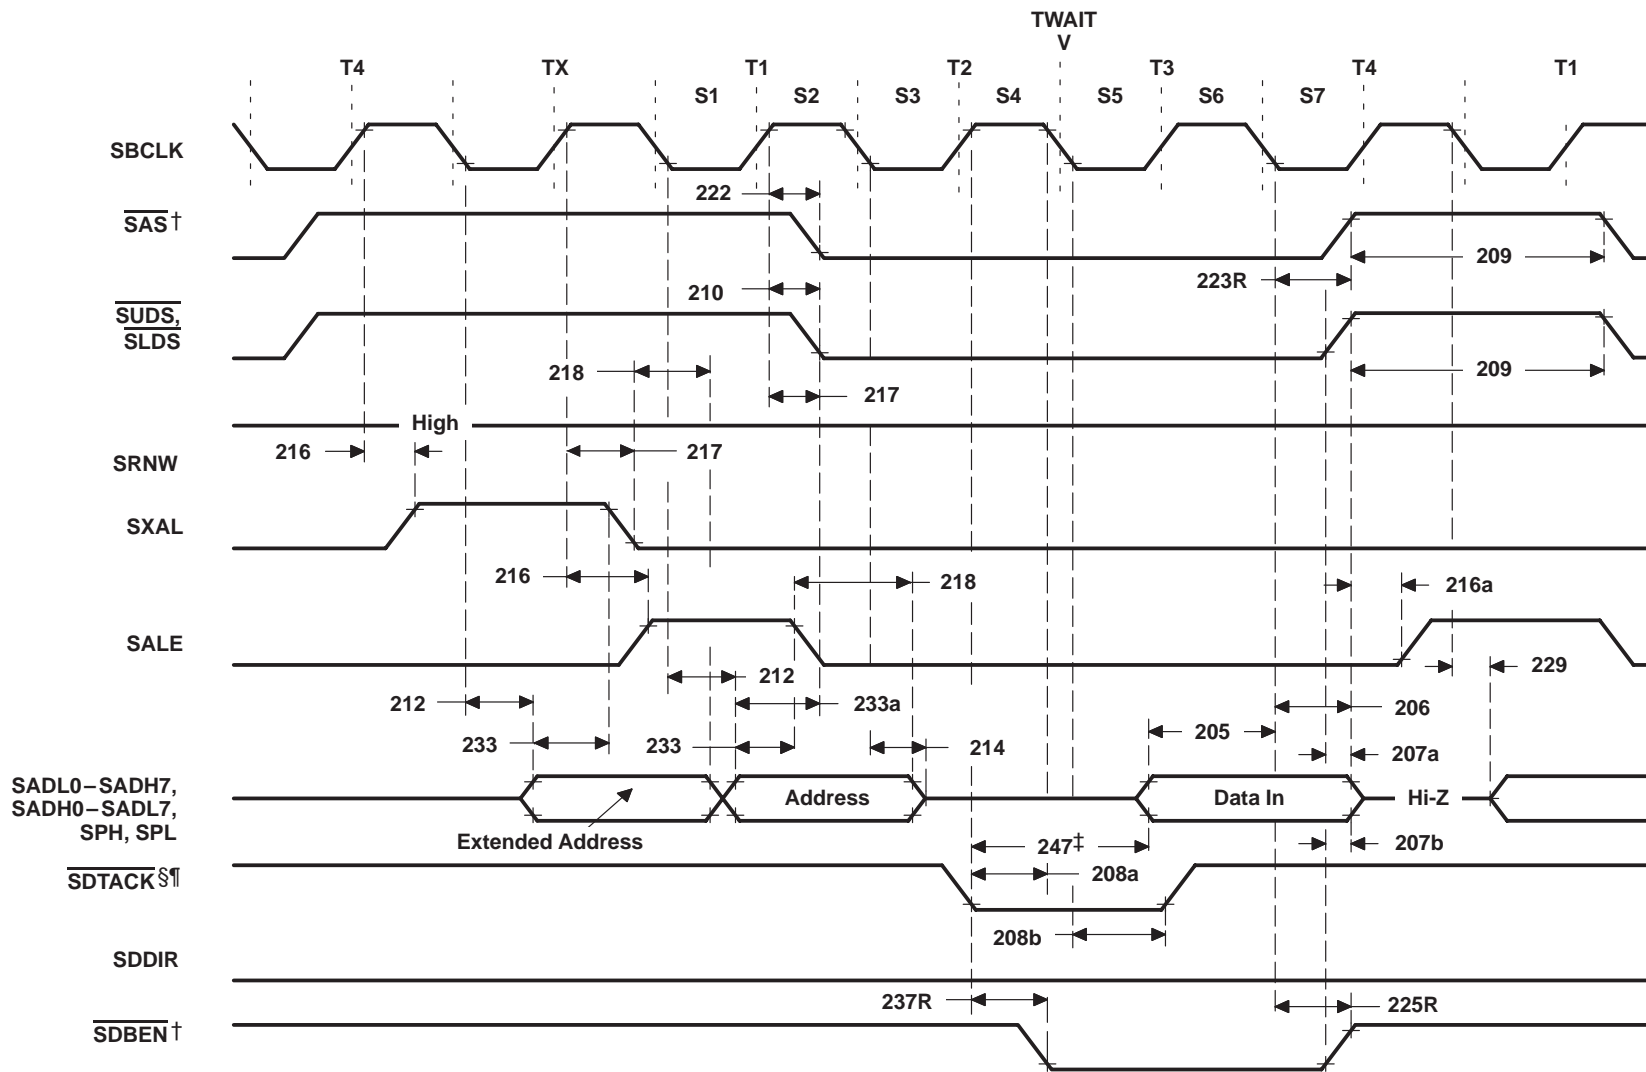 TWAIT
V
T4 TX T1 T2 T3 T4 T1
S1 S2 S3 S4 S5 S6 S7
SBCLK
222
SAS†
209
223R
210
SUDS,
SLDS
218
209
217
High
216
217
SRNW
SXAL
216
218
216a
SALE
229
212
212
233a
206
233
233
214
205
207a
SADL0–SADH7,
SADH0–SADL7,
SPH, SPL
Address
Data In
Hi-Z
Extended Address
247‡
207b
SDTACK§¶
208a
208b
SDDIR
237R
225R
SDBEN†